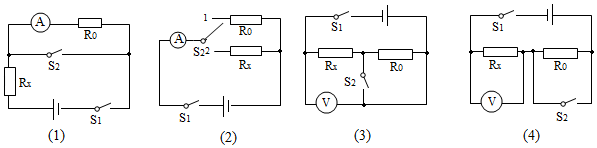 A R0
S2
Rx
S1
(1)
1
R0
A
S2 2
Rx
S1
(2)
S1
Rx R0
S2
V
(3)
S1
Rx R0
V
S2
(4)